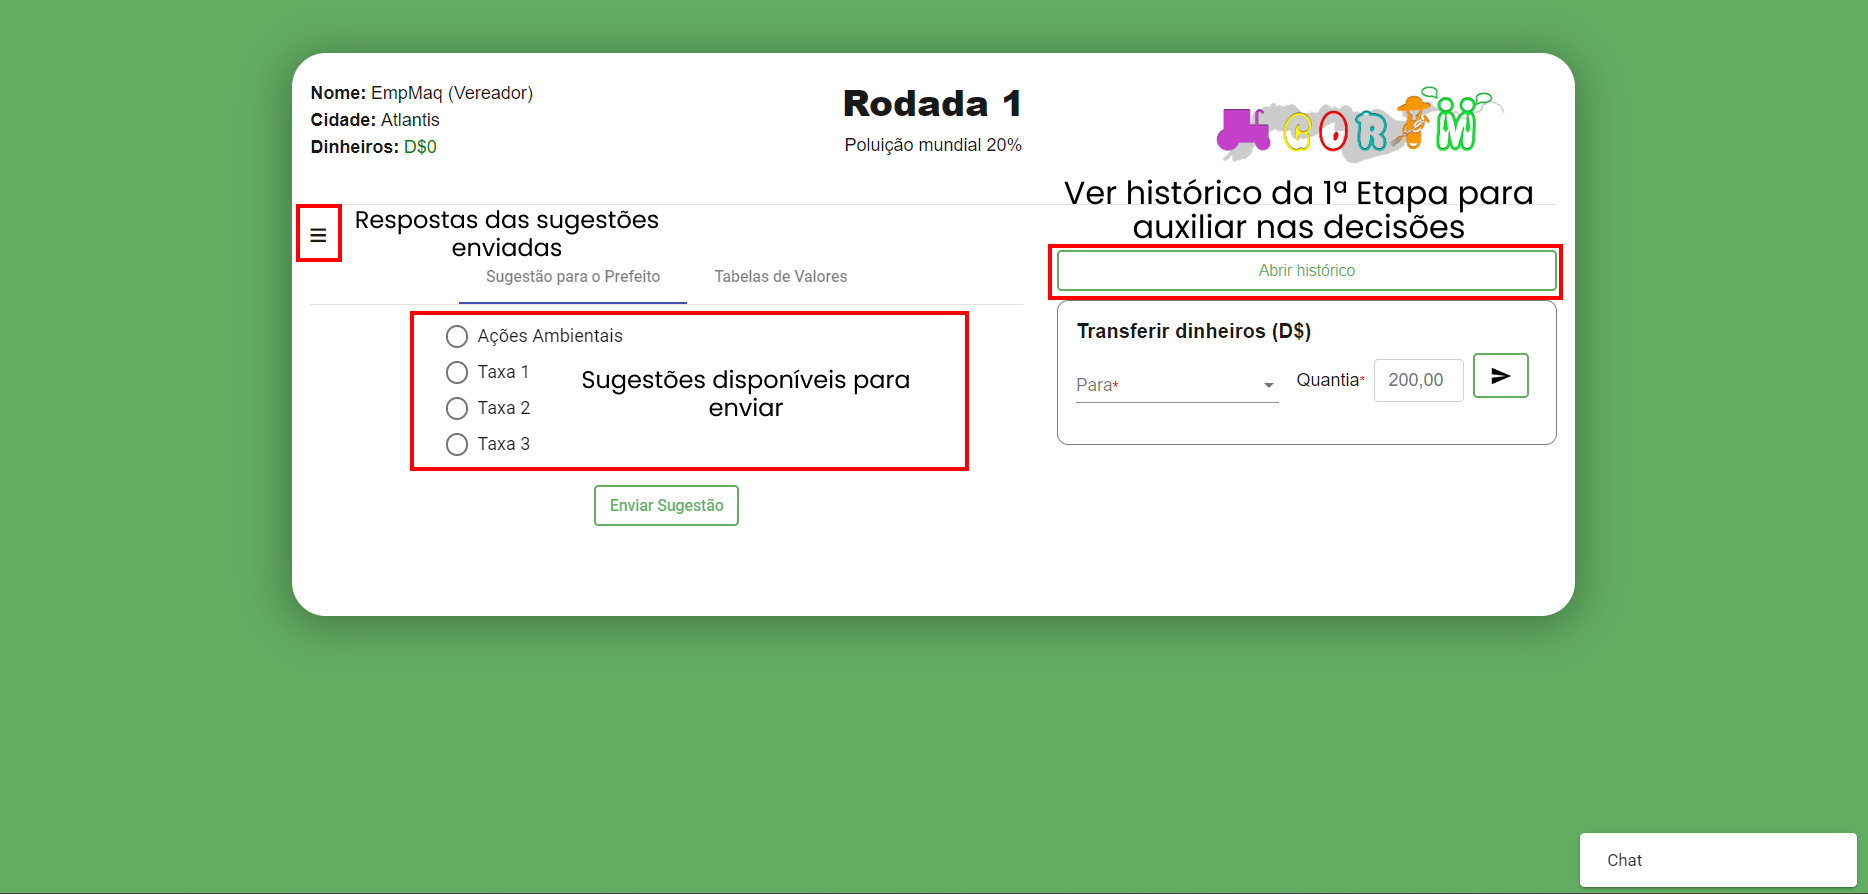 Nome: EmpMaq (Vereador)
Cidade: Atlantis
Dinheiros: D$0
Rodada 1
Poluição mundial 20%
CORIM
Respostas das sugestões
enviadas
Ver histórico da 1ª Etapa para
auxiliar nas decisões
Sugestão para o Prefeito
Tabelas de Valores
Abrir histórico
Ações Ambientais
Taxa 1
Taxa 2
Taxa 3
Sugestões disponíveis para
enviar
Enviar Sugestão
Transferir dinheiros (D$)
Para*
Quantia*
200,00
Chat